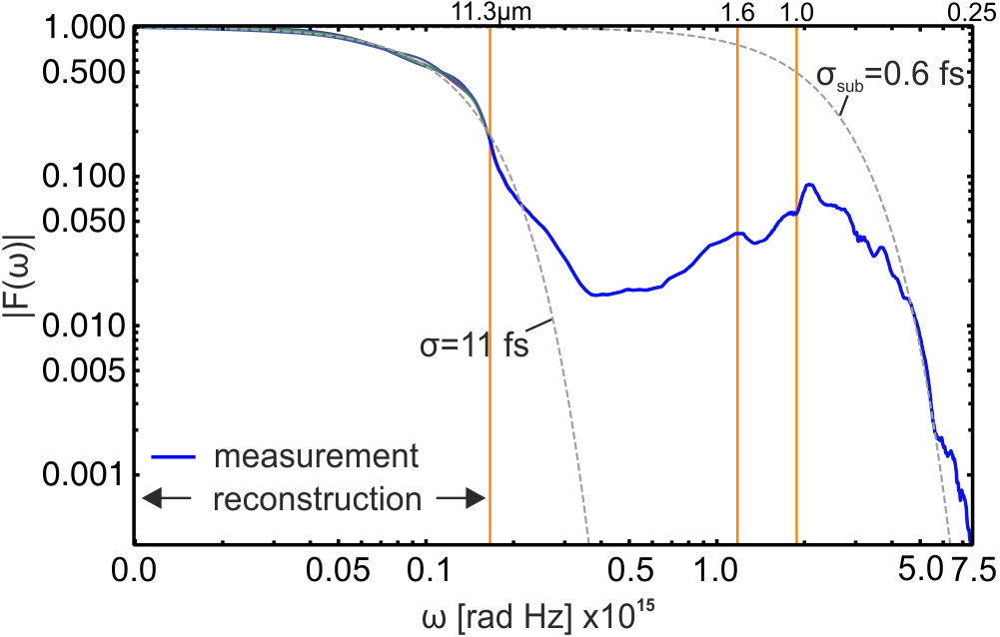 11.3µm 1.6 1.0 0.25
1.000
0.500
σsub=0.6 fs
0.100
0.050
|F(ω)|
0.010
σ=11 fs
0.005
measurement
0.001
reconstruction
0.0 0.05 0.1 0.5 1.0 5.0 7.5
ω [rad Hz] x10¹⁵